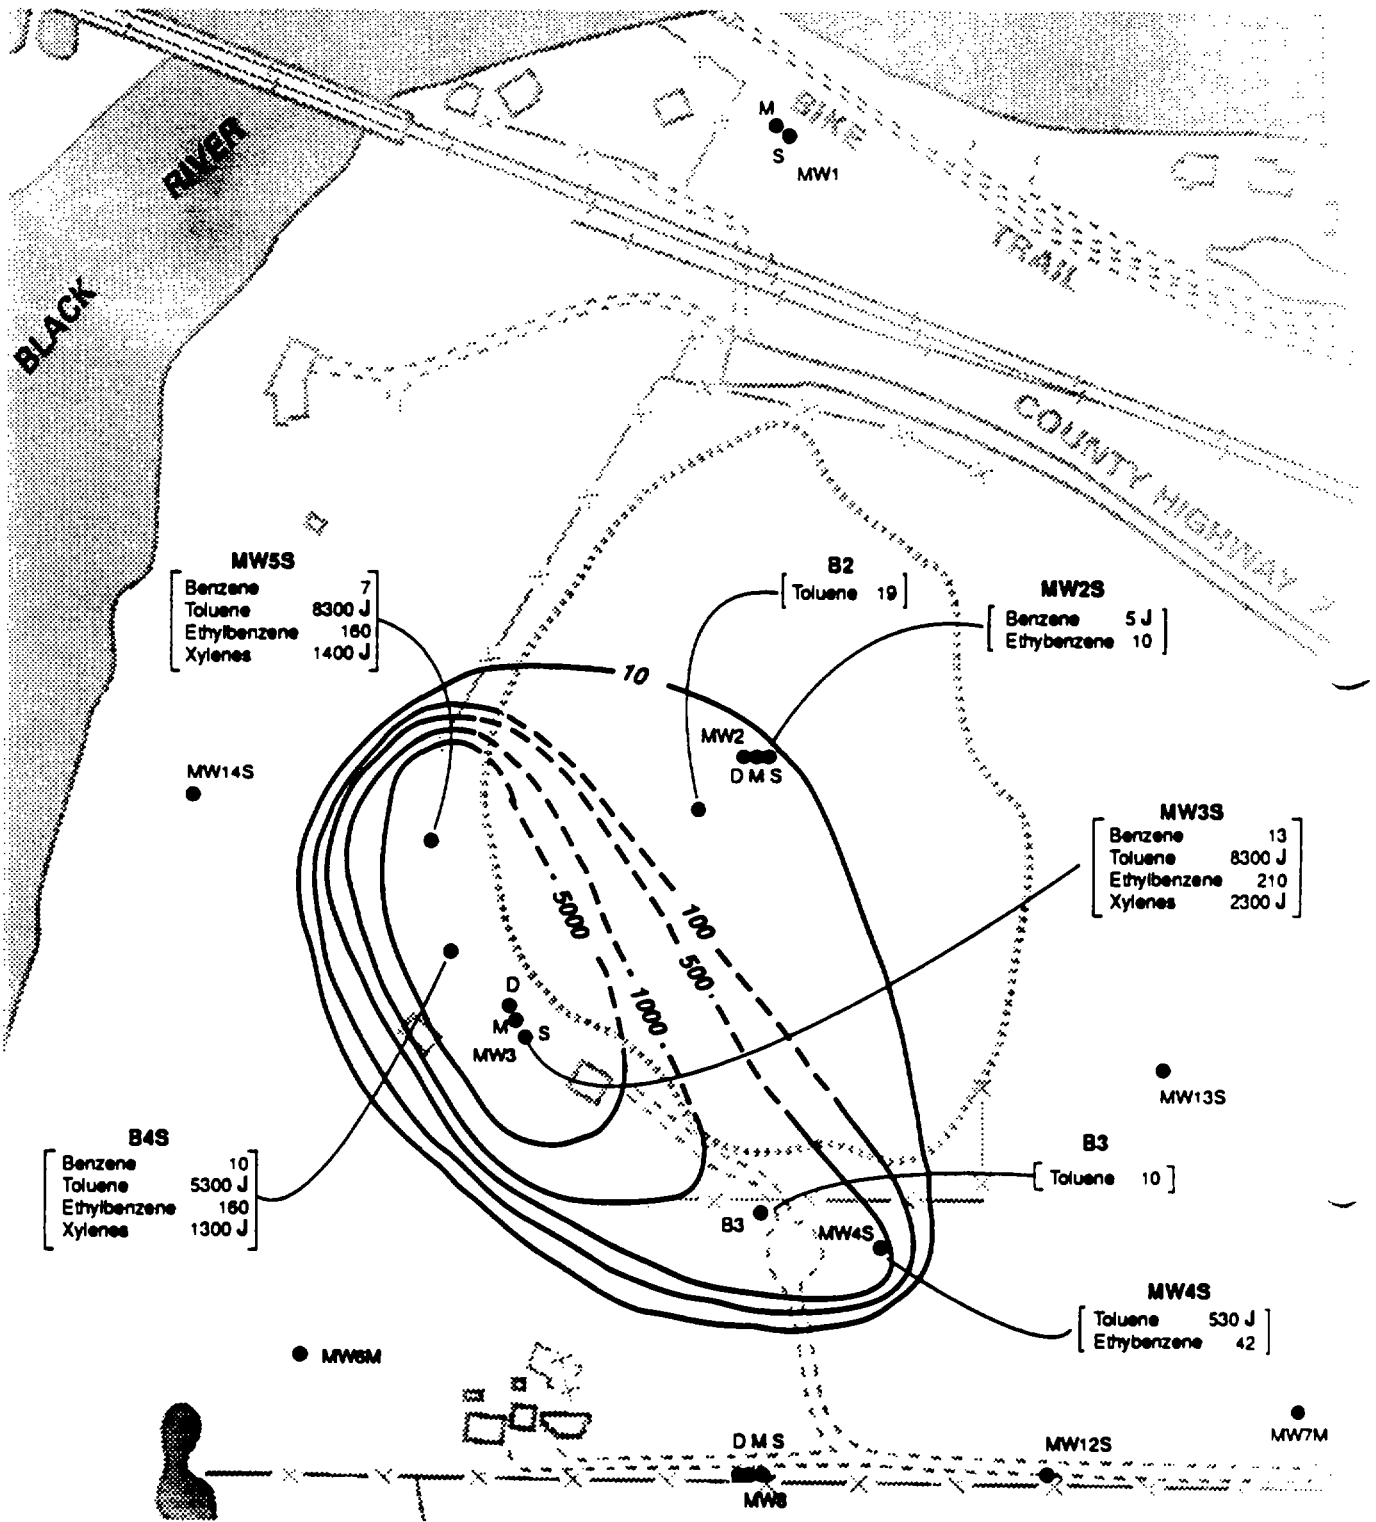 M
S
MW1
BIKE
TRAIL
RIVER
BLACK
COUNTY HIGHWAY Z
MW5S
Benzene 7
Toluene 8300 J
Ethylbenzene 160
Xylenes 1400 J
B2
Toluene 19
MW2S
Benzene 5 J
Ethybenzene 10
10
MW2
D M S
MW14S
MW3S
Benzene 13
Toluene 8300 J
Ethylbenzene 210
Xylenes 2300 J
5000
100
500
1000
D
M
S
MW3
MW13S
B4S
Benzene 10
Toluene 5300 J
Ethylbenzene 160
Xylenes 1300 J
B3
Toluene 10
B3
MW4S
MW4S
Toluene 530 J
Ethybenzene 42
MW6M
MW7M
D M S
MW8
MW12S